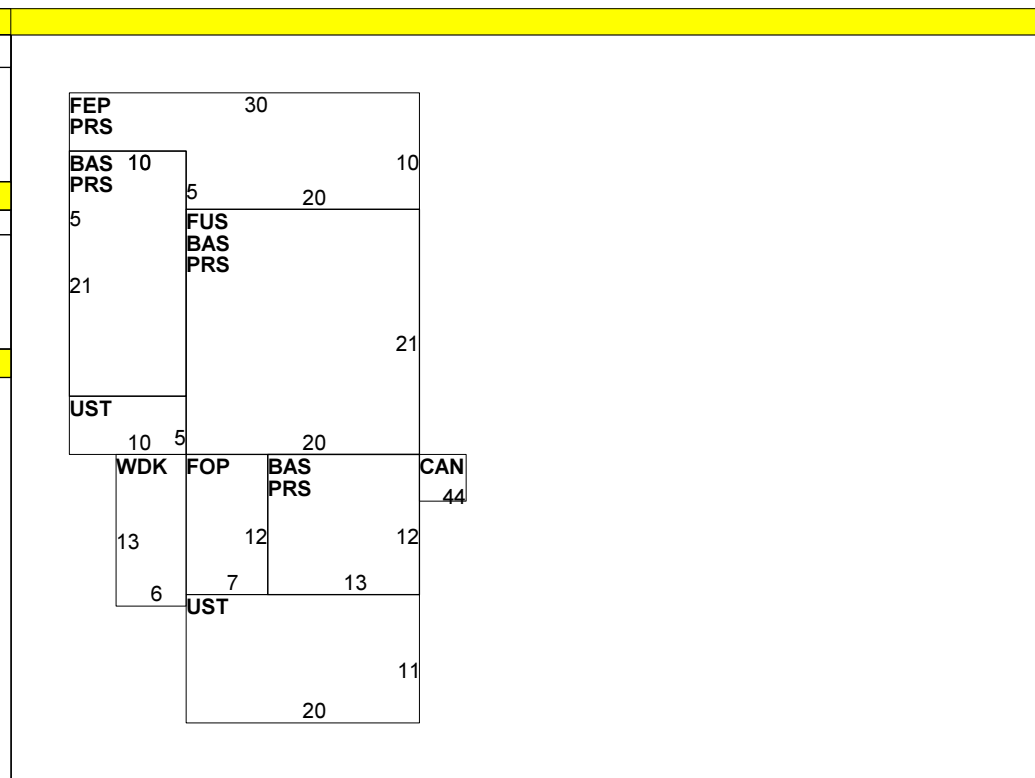 FEP 30
PRS
BAS 10 10
PRS
5 20
5
FUS
BAS
PRS
21
21
UST
10 5 20
WDK FOP BAS CAN
PRS
44
13 12 12
7 13
6
UST
11
20